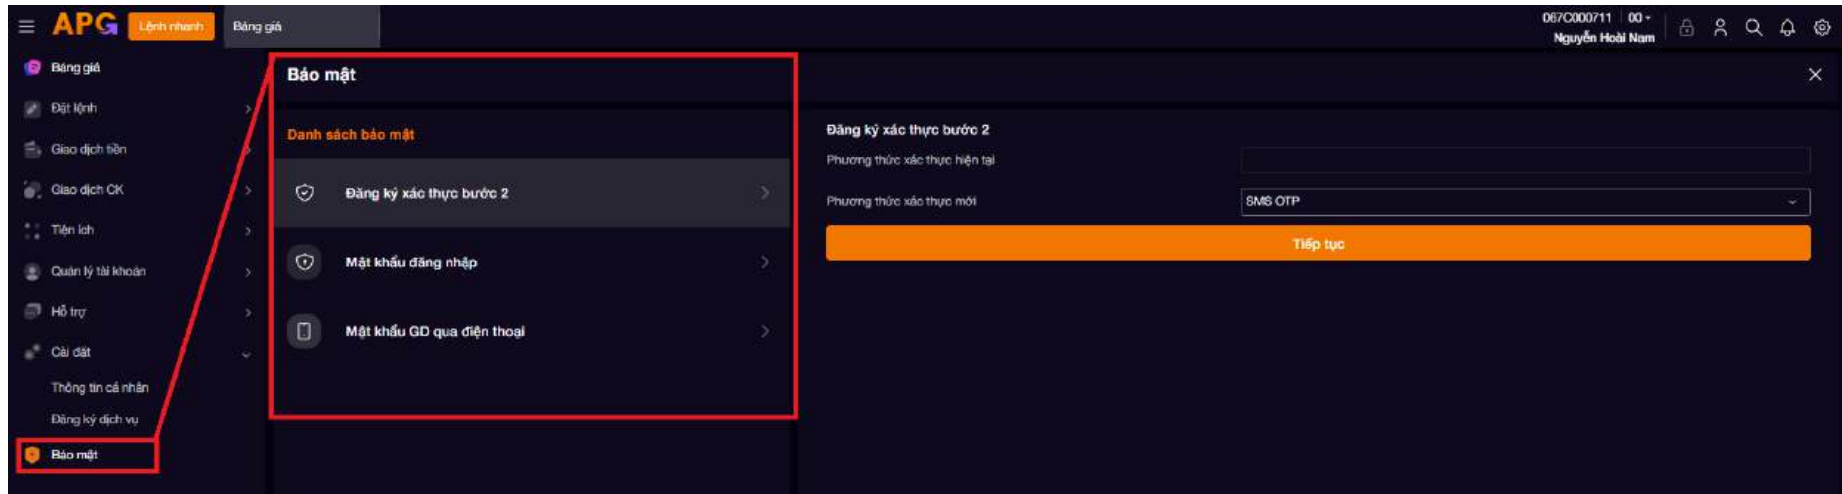 APG
Lệnh nhanh
Bảng giá
067C000711 00
Nguyễn Hoài Nam
Bảng giá
Đặt lệnh
Giao dịch tiền
Giao dịch CK
Tiện ích
Quản lý tài khoản
Hỗ trợ
Cài đặt
Thông tin cá nhân
Đăng ký dịch vụ
Bảo mật
Bảo mật
Danh sách bảo mật
Đăng ký xác thực bước 2
Mật khẩu đăng nhập
Mật khẩu GD qua điện thoại
Đăng ký xác thực bước 2
Phương thức xác thực hiện tại
Phương thức xác thực mới
SMS OTP
Tiếp tục